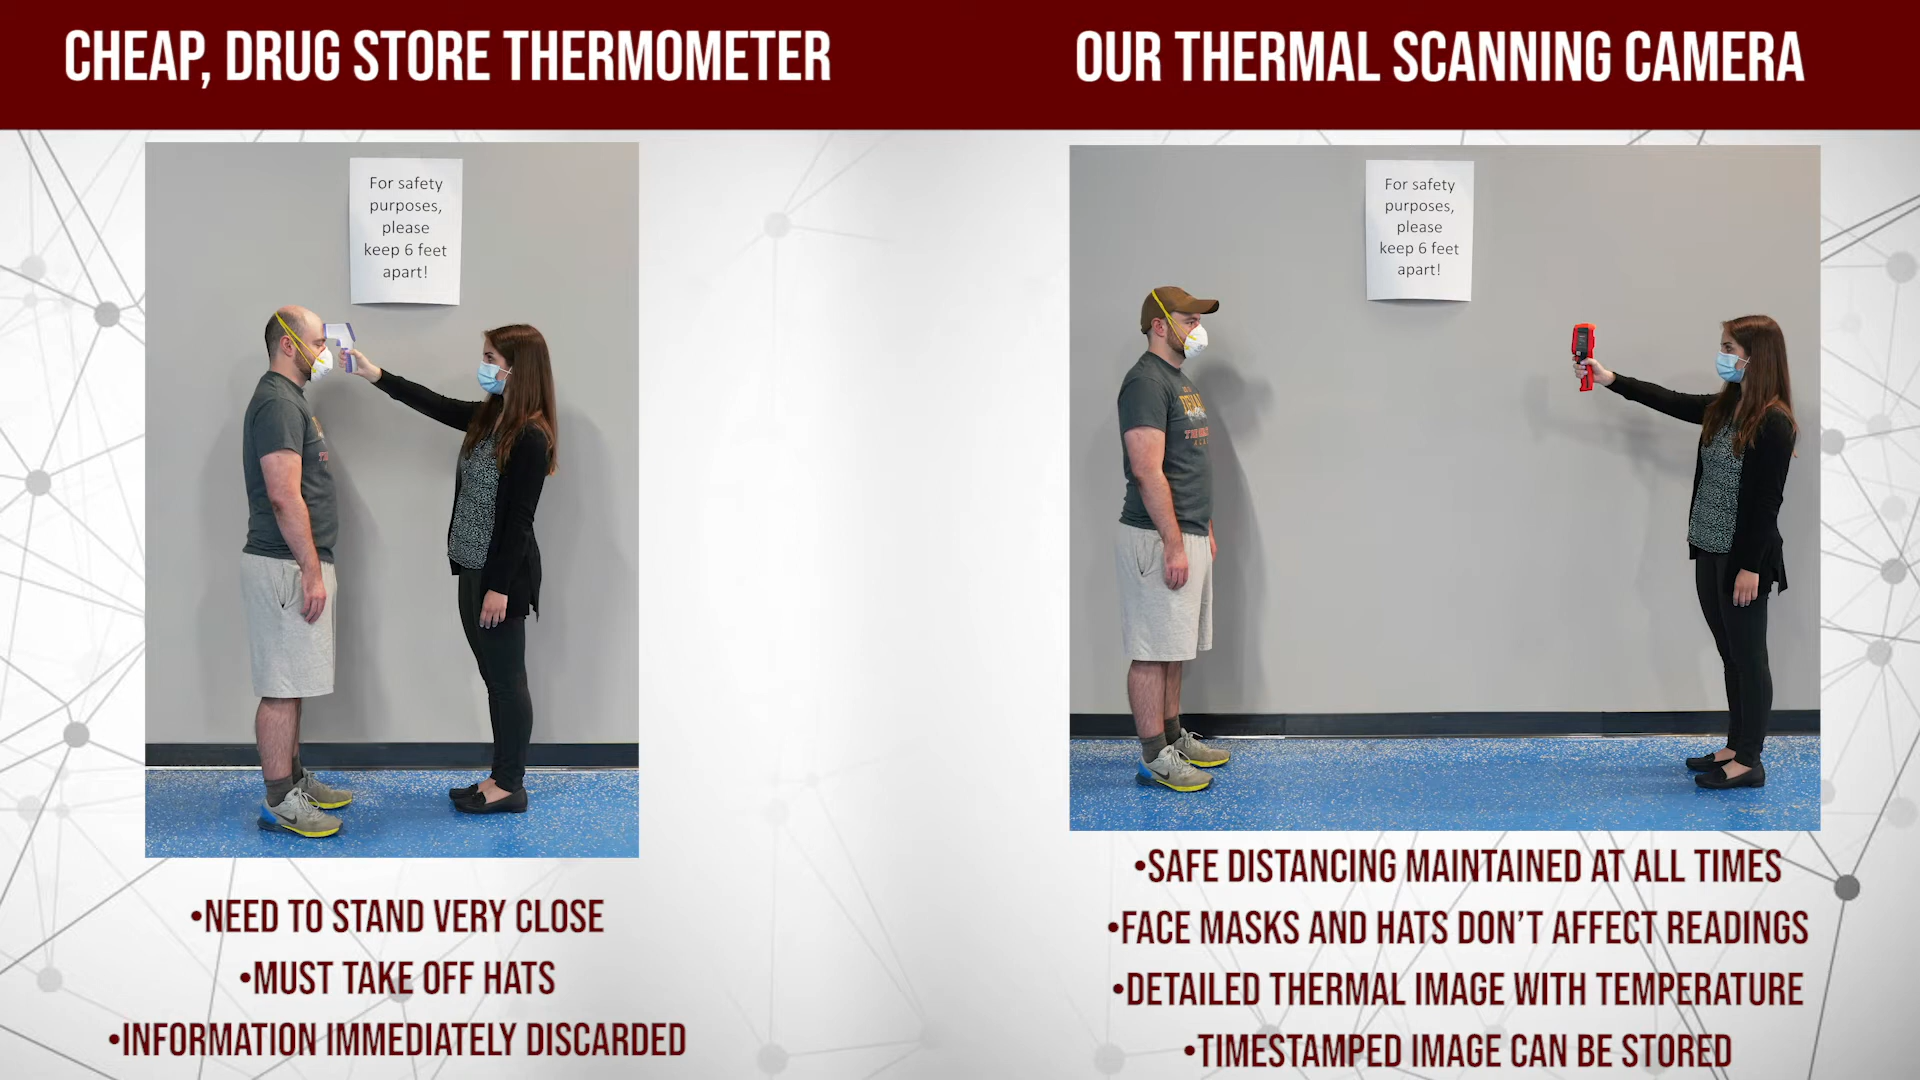 CHEAP, DRUG STORE THERMOMETER
For safety
purposes,
please
keep 6 feet
apart!
•NEED TO STAND VERY CLOSE
•MUST TAKE OFF HATS
•INFORMATION IMMEDIATELY DISCARDED
OUR THERMAL SCANNING CAMERA
For safety
purposes,
please
keep 6 feet
apart!
•SAFE DISTANCING MAINTAINED AT ALL TIMES
•FACE MASKS AND HATS DON'T AFFECT READINGS
•DETAILED THERMAL IMAGE WITH TEMPERATURE
•TIMESTAMPED IMAGE CAN BE STORED